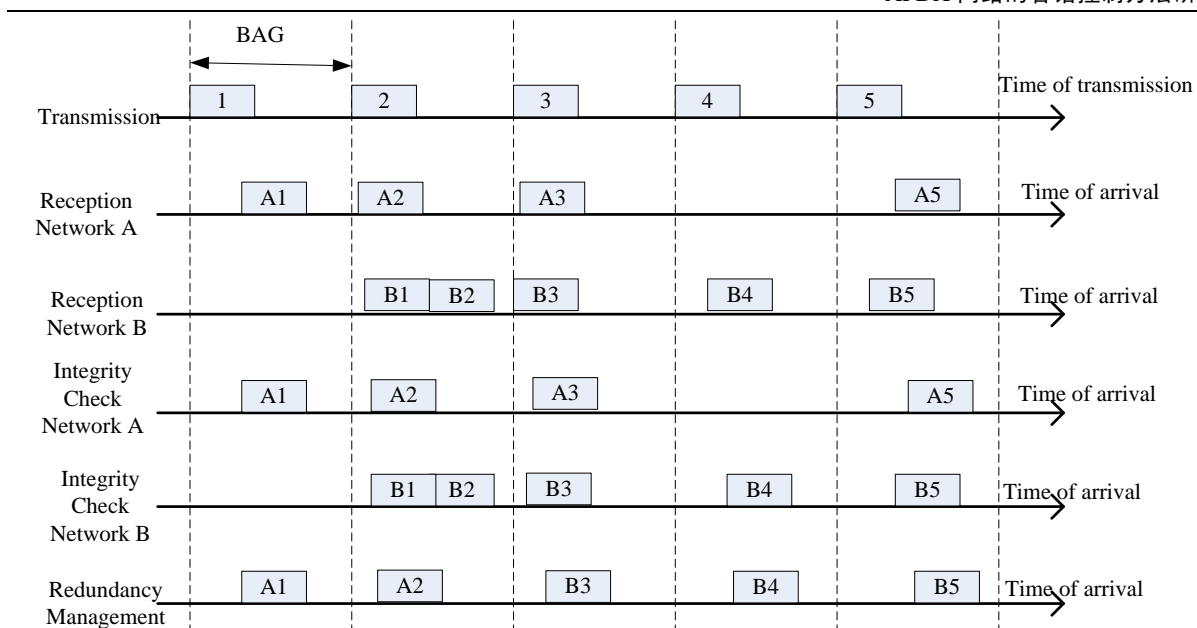 BAG
1 2 3 4 5 Time of transmission
Transmission
A1 A2 A3 A5 Time of arrival
Reception
Network A
B1 B2 B3 B4 B5 Time of arrival
Reception
Network B
Integrity
Check
Network A
A1 A2 A3 A5 Time of arrival
Integrity
Check
Network B
B1 B2 B3 B4 B5 Time of arrival
Redundancy
Management
A1 A2 B3 B4 B5 Time of arrival